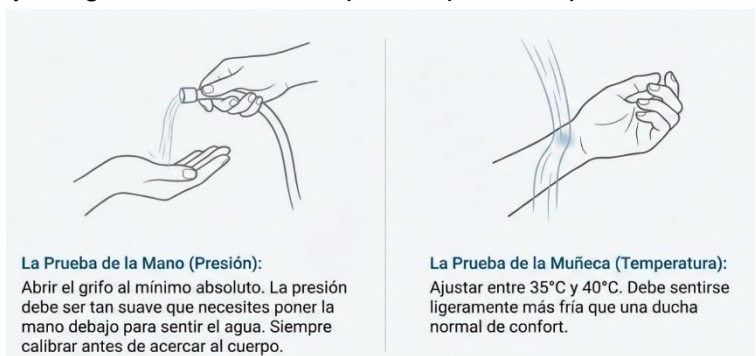 La Prueba de la Mano (Presión):
Abrir el grifo al mínimo absoluto. La presión
debe ser tan suave que necesites poner la
mano debajo para sentir el agua. Siempre
calibrar antes de acercar al cuerpo.
La Prueba de la Muñeca (Temperatura):
Ajustar entre 35°C y 40°C. Debe sentirse
ligeramente más fría que una ducha
normal de confort.